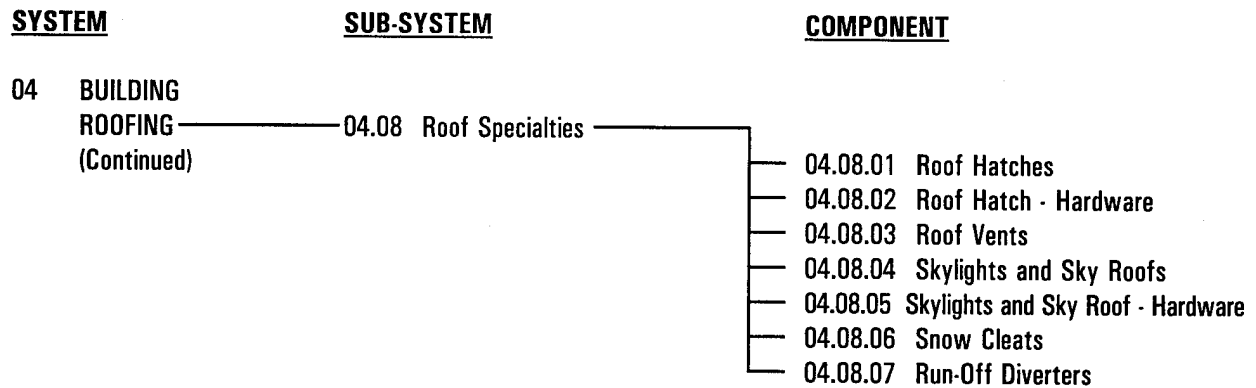 SYSTEM SUB-SYSTEM COMPONENT
04 BUILDING
ROOFING 04.08 Roof Specialties
(Continued)
04.08.01 Roof Hatches
04.08.02 Roof Hatch - Hardware
04.08.03 Roof Vents
04.08.04 Skylights and Sky Roofs
04.08.05 Skylights and Sky Roof - Hardware
04.08.06 Snow Cleats
04.08.07 Run-Off Diverters